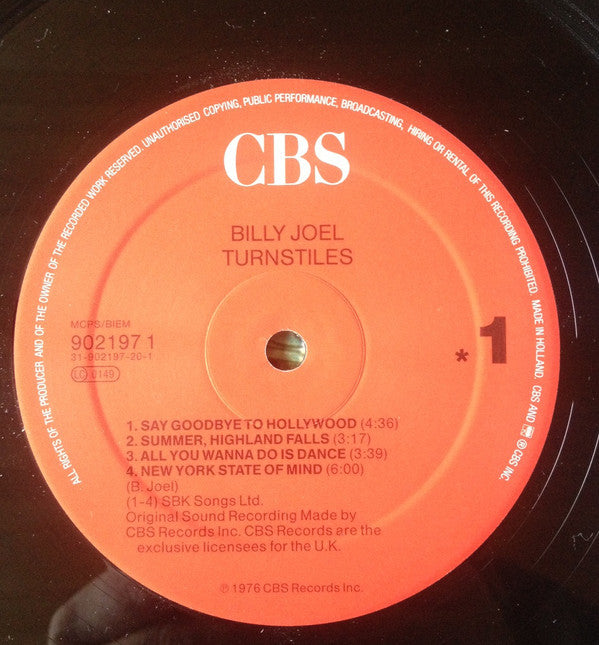 ALL RIGHTS OF THE PRODUCER AND OF THE OWNER OF THE RECORDED WORK RESERVED. UNAUTHORISED COPYING, PUBLIC PERFORMANCE, BROADCASTING, HIRING OR RENTAL OF THIS RECORDING PROHIBITED. MADE IN HOLLAND. CBS AND ℗ CBS INC.
CBS
BILLY JOEL
TURNSTILES
MCPS/BIEM
902197 1
31-902197-20-1
LC 0149
*1
1. SAY GOODBYE TO HOLLYWOOD (4:36)
2. SUMMER, HIGHLAND FALLS (3:17)
3. ALL YOU WANNA DO IS DANCE (3:39)
4. NEW YORK STATE OF MIND (6:00)
(B. Joel)
(1-4) SBK Songs Ltd.
Original Sound Recording Made by
CBS Records Inc. CBS Records are the
exclusive licensees for the U.K.
℗ 1976 CBS Records Inc.